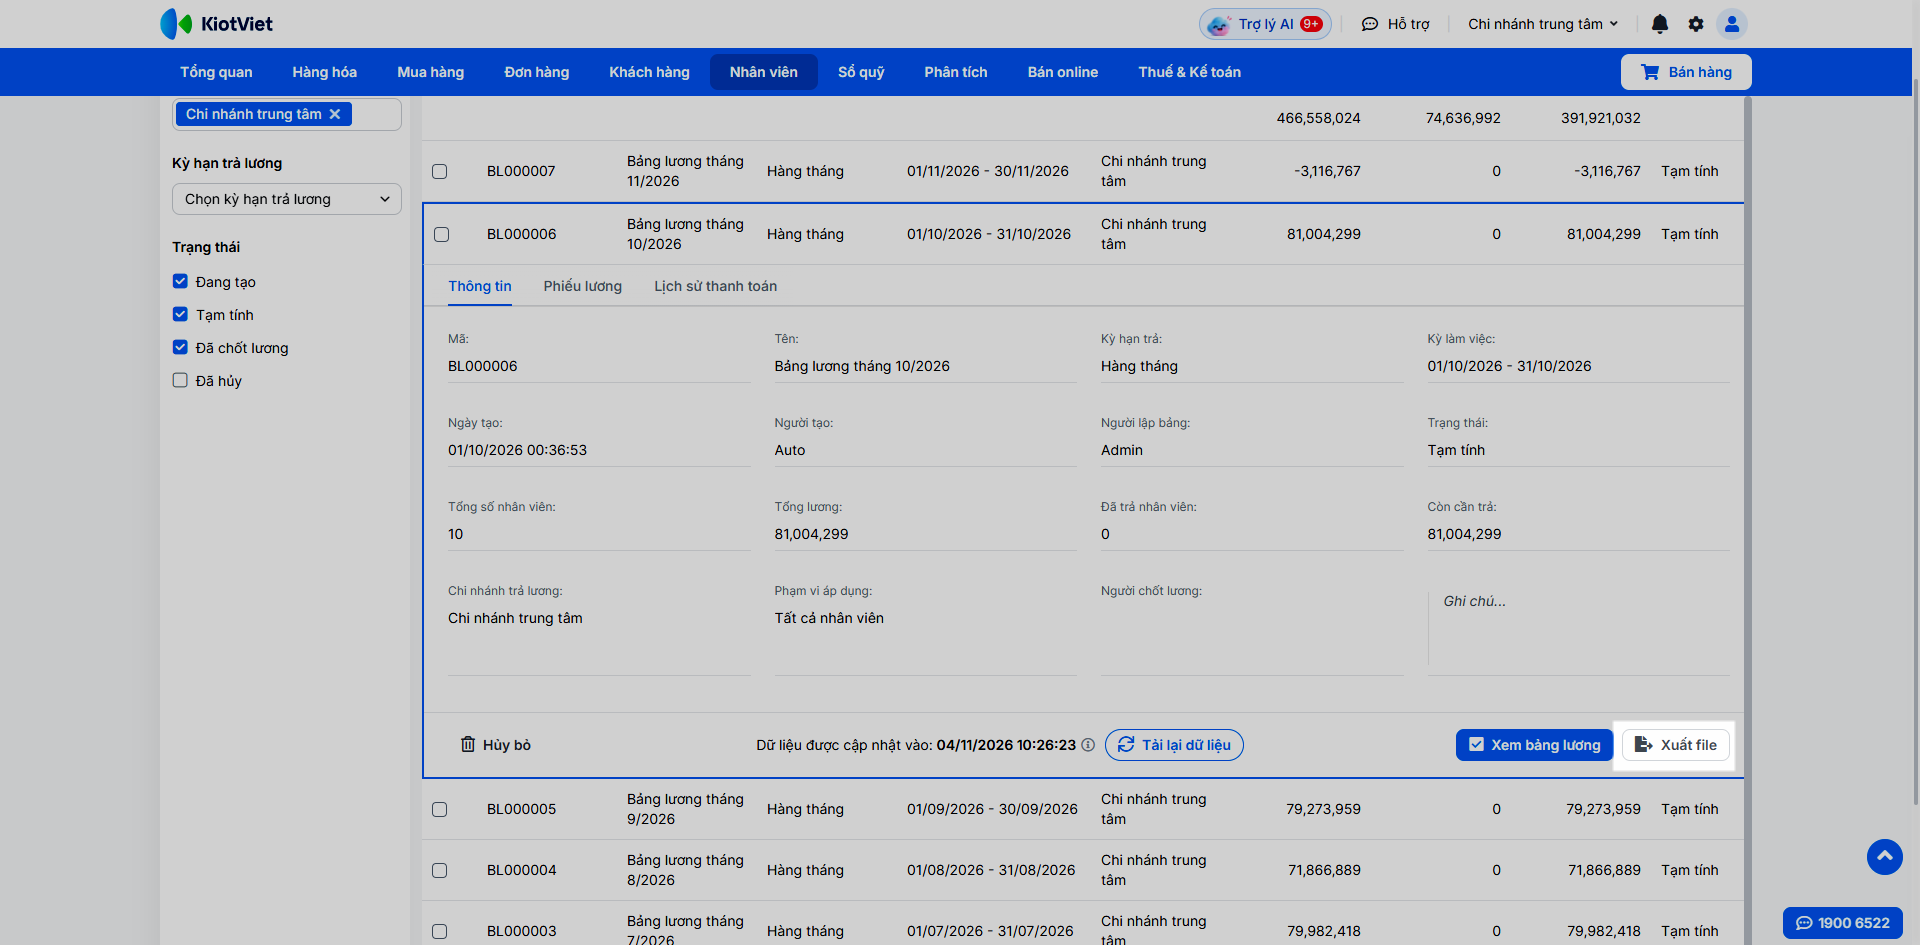 KiotViet
Trợ lý AI 9+
Hỗ trợ
Chi nhánh trung tâm
Tổng quan
Hàng hóa
Mua hàng
Đơn hàng
Khách hàng
Nhân viên
Sổ quỹ
Phân tích
Bán online
Thuế & Kế toán
Bán hàng
Chi nhánh trung tâm
Kỳ hạn trả lương
Chọn kỳ hạn trả lương
Trạng thái
Đang tạo
Tạm tính
Đã chốt lương
Đã hủy
466,558,024 74,636,992 391,921,032
BL000007 Bảng lương tháng 11/2026 Hàng tháng 01/11/2026 - 30/11/2026 Chi nhánh trung tâm -3,116,767 0 -3,116,767 Tạm tính
BL000006 Bảng lương tháng 10/2026 Hàng tháng 01/10/2026 - 31/10/2026 Chi nhánh trung tâm 81,004,299 0 81,004,299 Tạm tính
Thông tin
Phiếu lương
Lịch sử thanh toán
Mã:
BL000006
Tên:
Bảng lương tháng 10/2026
Kỳ hạn trả:
Hàng tháng
Kỳ làm việc:
01/10/2026 - 31/10/2026
Ngày tạo:
01/10/2026 00:36:53
Người tạo:
Auto
Người lập bảng:
Admin
Trạng thái:
Tạm tính
Tổng số nhân viên:
10
Tổng lương:
81,004,299
Đã trả nhân viên:
0
Còn cần trả:
81,004,299
Chi nhánh trả lương:
Chi nhánh trung tâm
Phạm vi áp dụng:
Tất cả nhân viên
Người chốt lương:
Ghi chú...
Hủy bỏ
Dữ liệu được cập nhật vào: 04/11/2026 10:26:23
Tải lại dữ liệu
Xem bảng lương
Xuất file
BL000005 Bảng lương tháng 9/2026 Hàng tháng 01/09/2026 - 30/09/2026 Chi nhánh trung tâm 79,273,959 0 79,273,959 Tạm tính
BL000004 Bảng lương tháng 8/2026 Hàng tháng 01/08/2026 - 31/08/2026 Chi nhánh trung tâm 71,866,889 0 71,866,889 Tạm tính
BL000003 Bảng lương tháng 7/2026 Hàng tháng 01/07/2026 - 31/07/2026 Chi nhánh trung tâm 79,982,418 0 79,982,418 Tạm tính
1900 6522